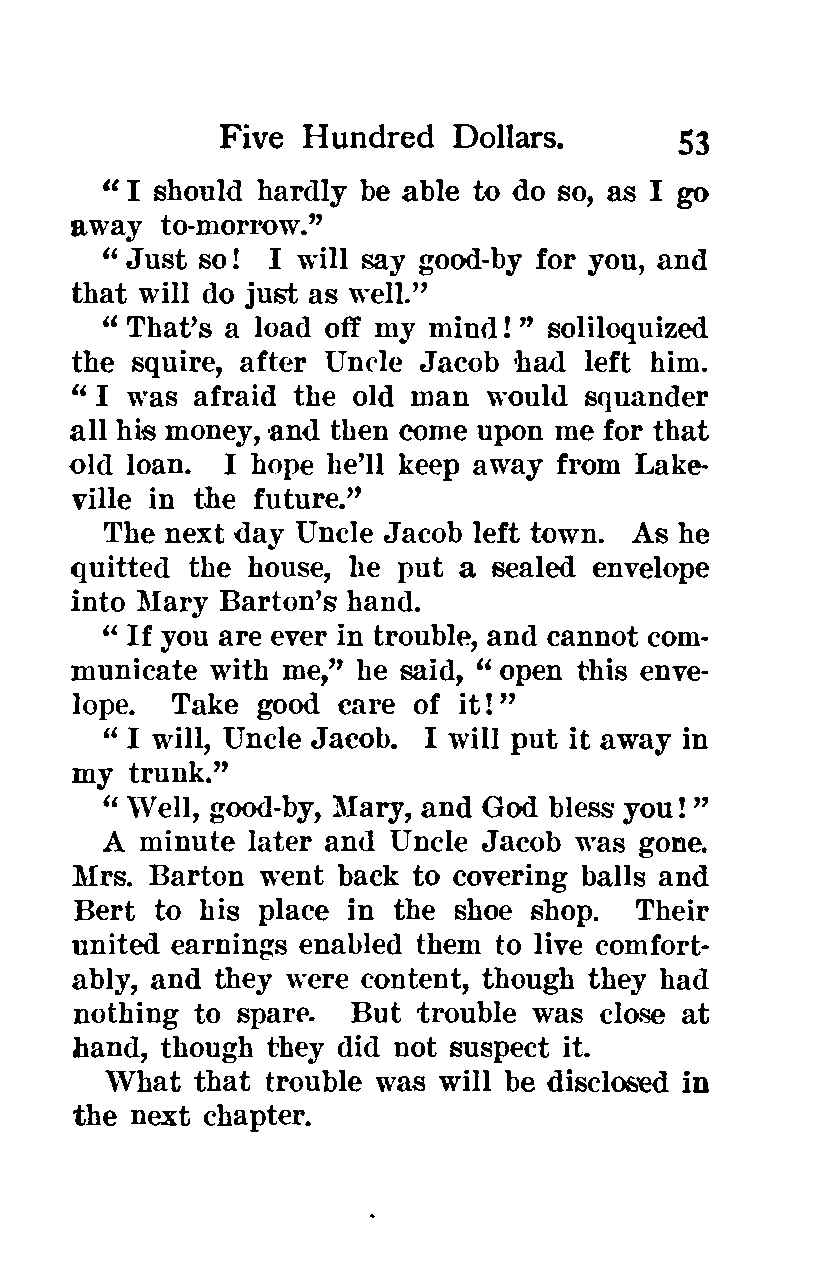 Five Hundred Dollars. 53
“ I should hardly be able to do so, as I go
away to-morrow.”
“ Just so! I will say good-by for you, and
that will do just as well.”
“ That’s a load off my mind! ” soliloquized
the squire, after Uncle Jacob had left him.
“ I was afraid the old man would squander
all his money, and then come upon me for that
old loan. I hope he’ll keep away from Lake-
ville in the future.”
The next day Uncle Jacob left town. As he
quitted the house, he put a sealed envelope
into Mary Barton’s hand.
“ If you are ever in trouble, and cannot com-
municate with me,” he said, “ open this enve-
lope. Take good care of it! ”
“ I will, Uncle Jacob. I will put it away in
my trunk.”
“ Well, good-by, Mary, and God bless you! ”
A minute later and Uncle Jacob was gone.
Mrs. Barton went back to covering balls and
Bert to his place in the shoe shop. Their
united earnings enabled them to live comfort-
ably, and they were content, though they had
nothing to spare. But trouble was close at
hand, though they did not suspect it.
What that trouble was will be disclosed in
the next chapter.